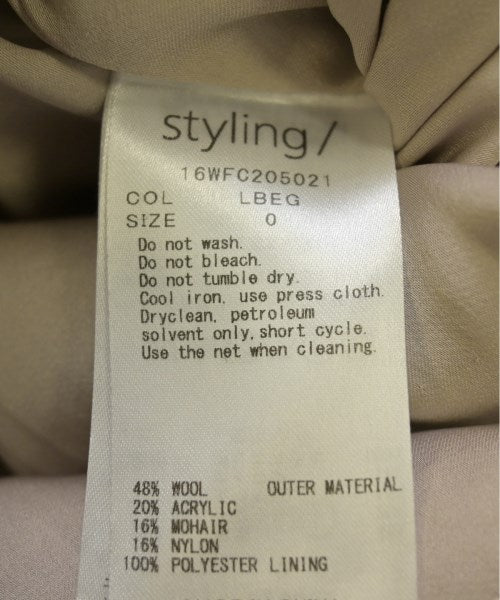 styling/
16WFC205021
COL LBEG
SIZE 0
Do not wash.
Do not bleach.
Do not tumble dry.
Cool iron, use press cloth.
Dryclean, petroleum
solvent only, short cycle.
Use the net when cleaning.
48% WOOL OUTER MATERIAL
20% ACRYLIC
16% MOHAIR
16% NYLON
100% POLYESTER LINING